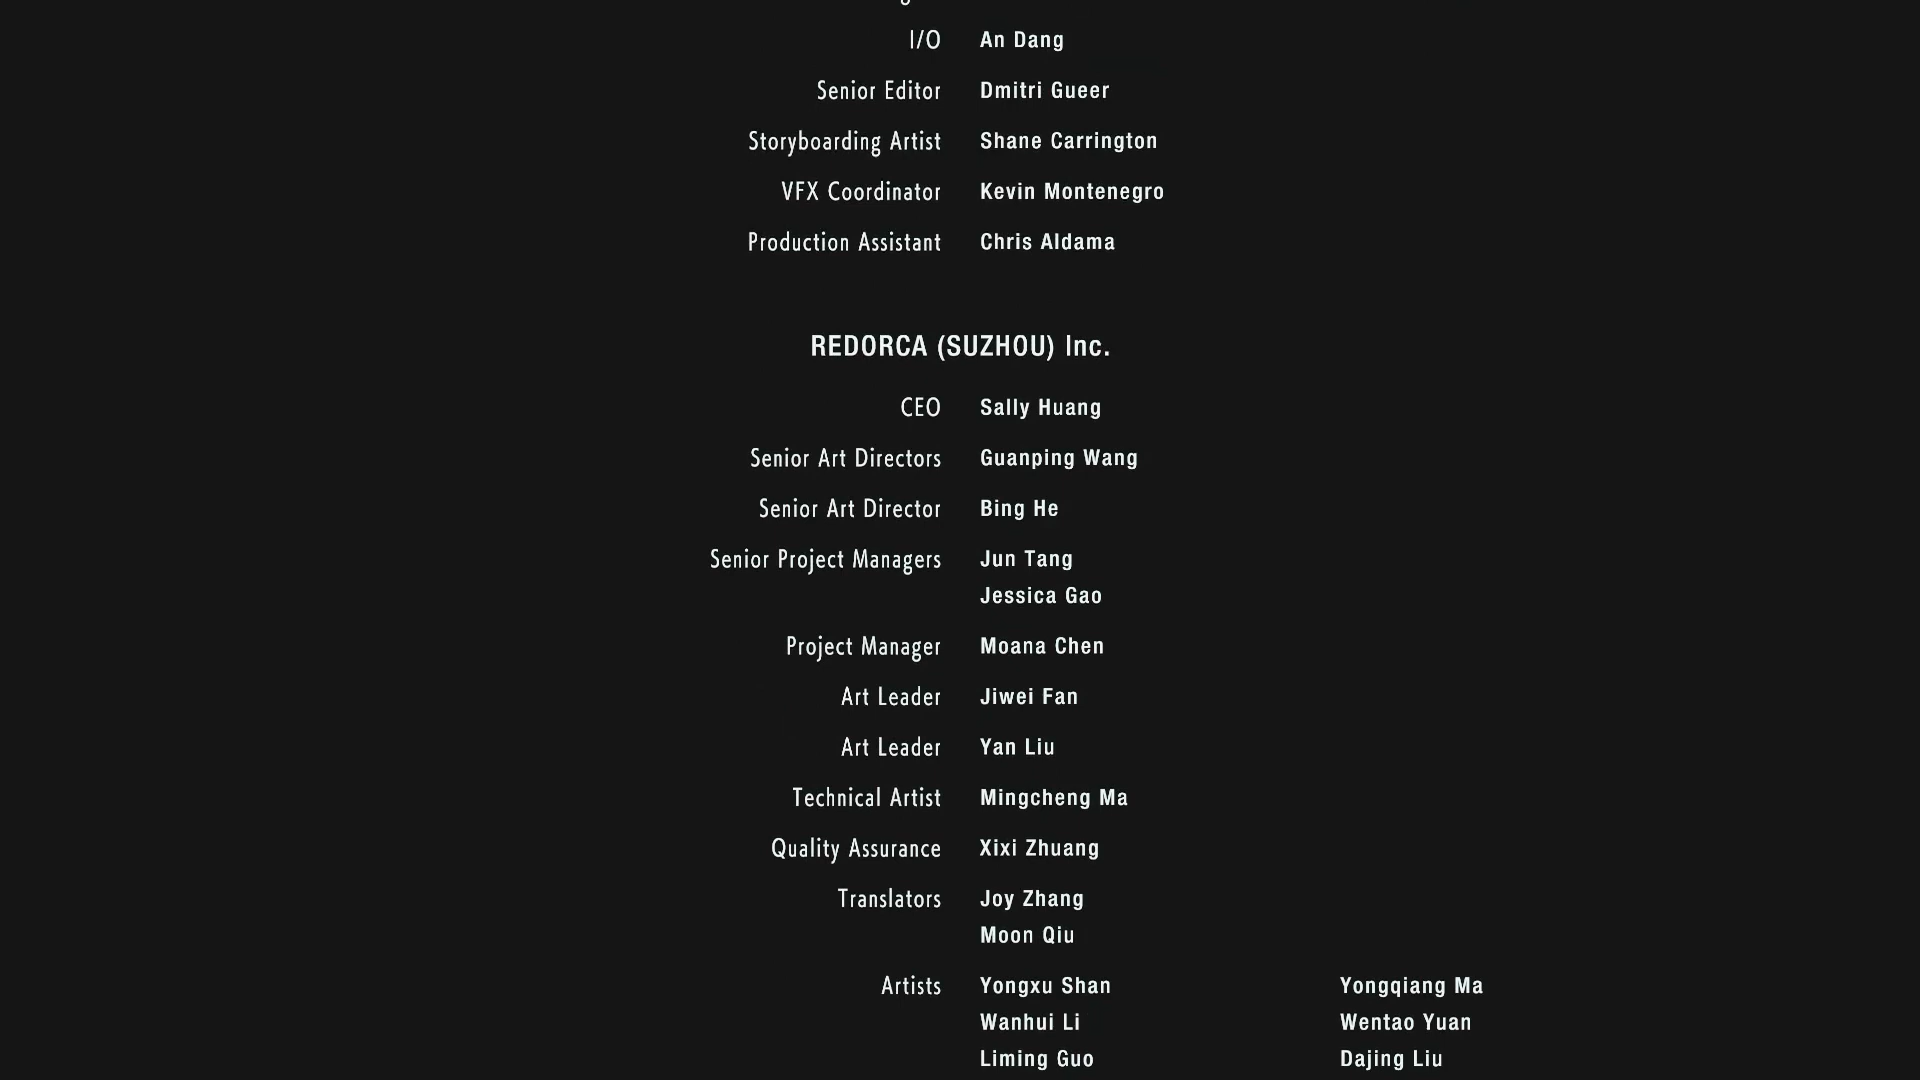 I/O An Dang
Senior Editor Dmitri Gueer
Storyboarding Artist Shane Carrington
VFX Coordinator Kevin Montenegro
Production Assistant Chris Aldama
REDORCA (SUZHOU) Inc.
CEO Sally Huang
Senior Art Directors Guanping Wang
Senior Art Director Bing He
Senior Project Managers Jun Tang
Jessica Gao
Project Manager Moana Chen
Art Leader Jiwei Fan
Art Leader Yan Liu
Technical Artist Mingcheng Ma
Quality Assurance Xixi Zhuang
Translators Joy Zhang
Moon Qiu
Artists Yongxu Shan Yongqiang Ma
Wanhui Li Wentao Yuan
Liming Guo Dajing Liu